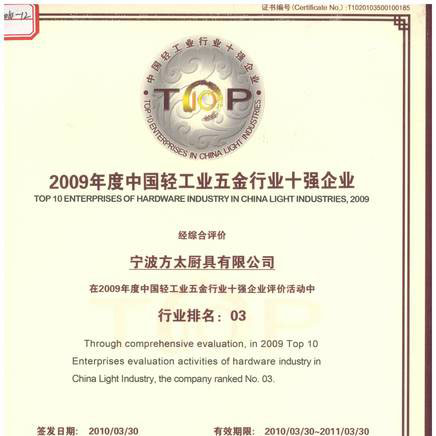 证书编号(Certificate No.) :T1020103500100185
中国轻工业行业十强企业
TOP
TOP 10 ENTERPRISES IN CHINA LIGHT INDUSTRIES
2009年度中国轻工业五金行业十强企业
TOP 10 ENTERPRISES OF HARDWARE INDUSTRY IN CHINA LIGHT INDUSTRIES, 2009
经综合评价
宁波方太厨具有限公司
在2009年度中国轻工业五金行业十强企业评价活动中
行业排名: 03
Through comprehensive evaluation, in 2009 Top 10
Enterprises evaluation activities of hardware industry in
China Light Industry, the company ranked No. 03.
签发日期: 2010/03/30 有效期限: 2010/03/30~2011/03/30